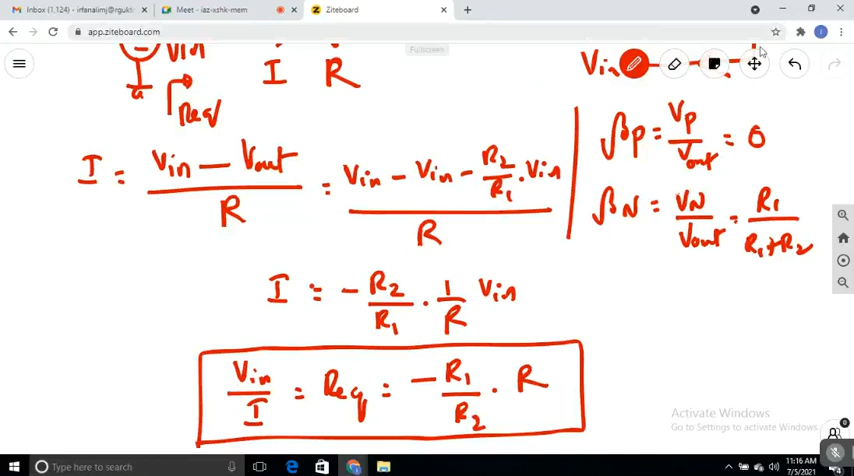 Inbox (1,124) - irfanalimj@rgukt
Meet - iaz-xshk-mem
Ziteboard
app.ziteboard.com
Fullscreen
Vin
I R
Req
Vin
I = Vin - Vout / R = Vin - Vin - R2/R1 . Vin / R
I = - R2/R1 . 1/R Vin
Vin/I = Req = - R1/R2 . R
βP = VP/Vout = 0
βN = VN/Vout = R1/R1+R2
Activate Windows
Go to Settings to activate Windows.
0
Type here to search
11:16 AM
7/5/2021